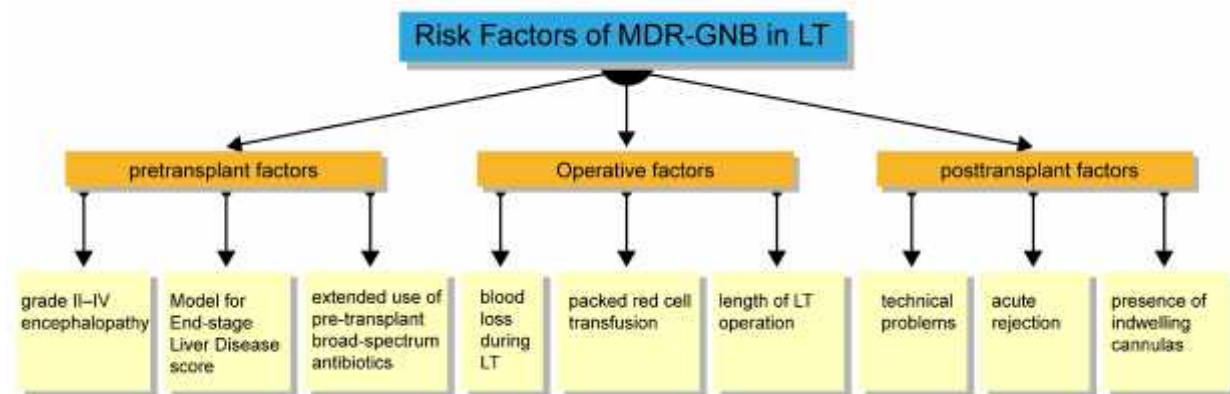 Risk Factors of MDR-GNB in LT
pretransplant factors
Operative factors
posttransplant factors
grade II–IV
encephalopathy
Model for
End-stage
Liver Disease
score
extended use of
pre-transplant
broad-spectrum
antibiotics
blood
loss
during
LT
packed red cell
transfusion
length of LT
operation
technical
problems
acute
rejection
presence of
indwelling
cannulas